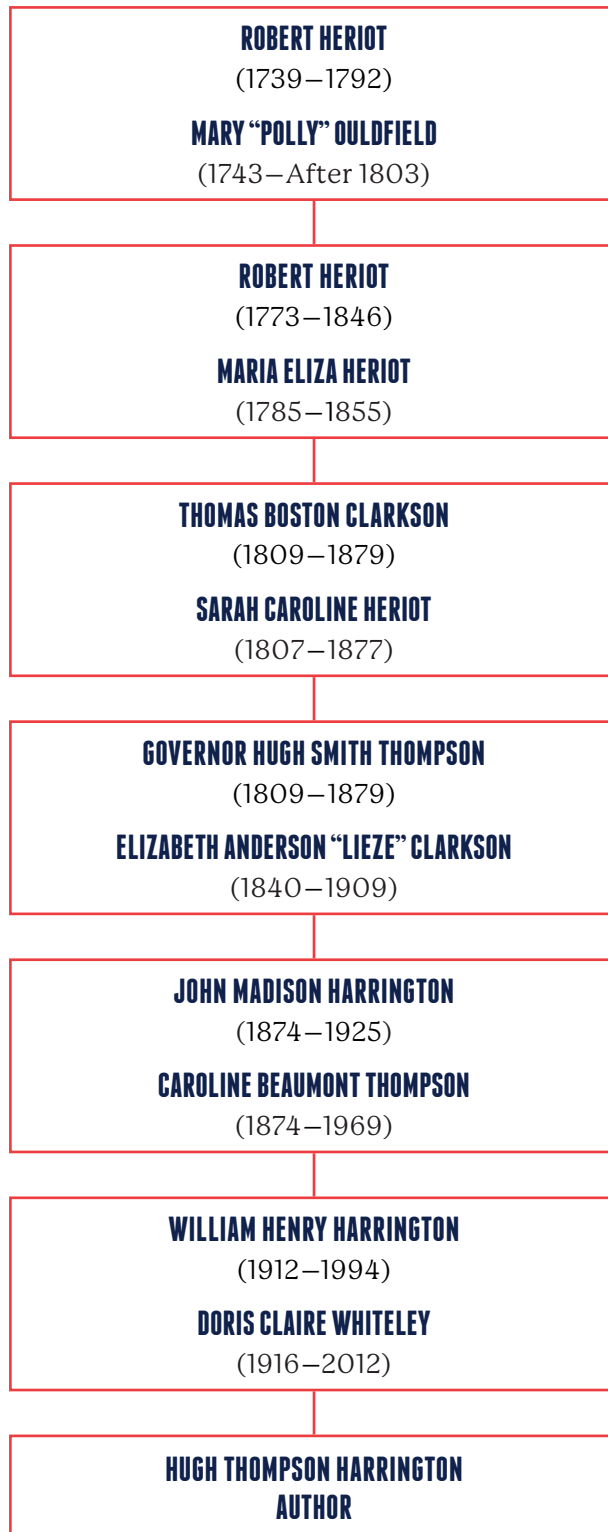 ROBERT HERIOT
(1739–1792)
MARY “POLLY” OULDFIELD
(1743–After 1803)
ROBERT HERIOT
(1773–1846)
MARIA ELIZA HERIOT
(1785–1855)
THOMAS BOSTON CLARKSON
(1809–1879)
SARAH CAROLINE HERIOT
(1807–1877)
GOVERNOR HUGH SMITH THOMPSON
(1809–1879)
ELIZABETH ANDERSON “LIEZE” CLARKSON
(1840–1909)
JOHN MADISON HARRINGTON
(1874–1925)
CAROLINE BEAUMONT THOMPSON
(1874–1969)
WILLIAM HENRY HARRINGTON
(1912–1994)
DORIS CLAIRE WHITELEY
(1916–2012)
HUGH THOMPSON HARRINGTON
AUTHOR